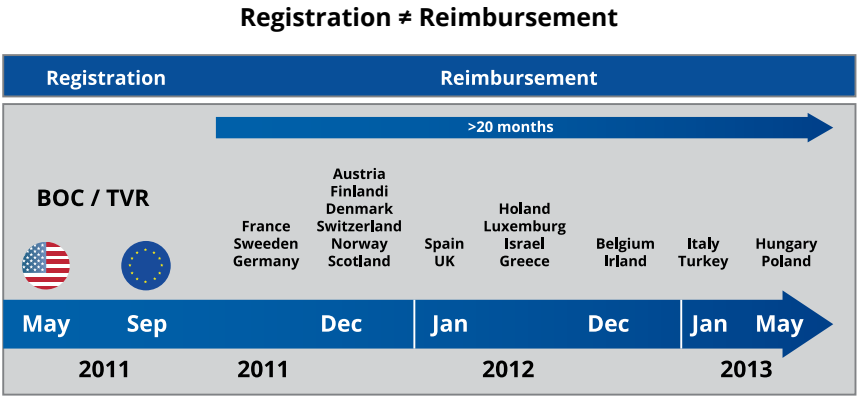 Registration ≠ Reimbursement
Registration Reimbursement
>20 months
BOC / TVR
France
Sweeden
Germany
Austria
Finlandi
Denmark
Switzerland
Norway
Scotland
Spain
UK
Holand
Luxemburg
Israel
Greece
Belgium
Irland
Italy
Turkey
Hungary
Poland
May Sep Dec Jan Dec Jan May
2011 2011 2012 2013